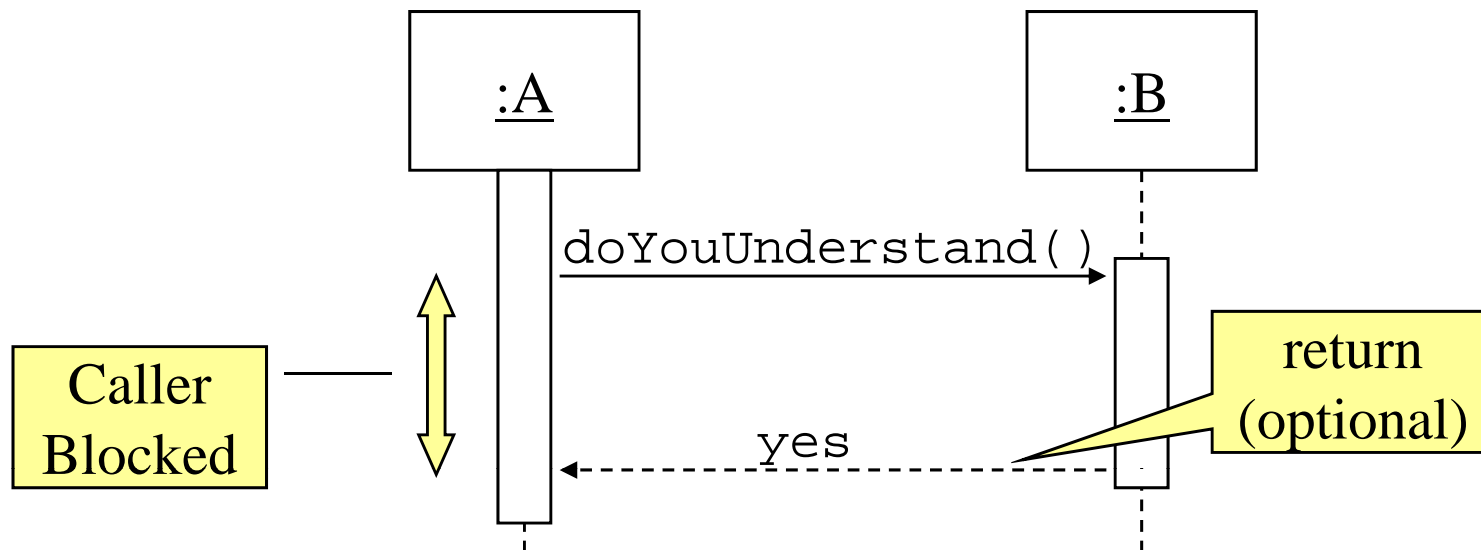 :A
:B
doYouUnderstand()
Caller
Blocked
return
(optional)
yes